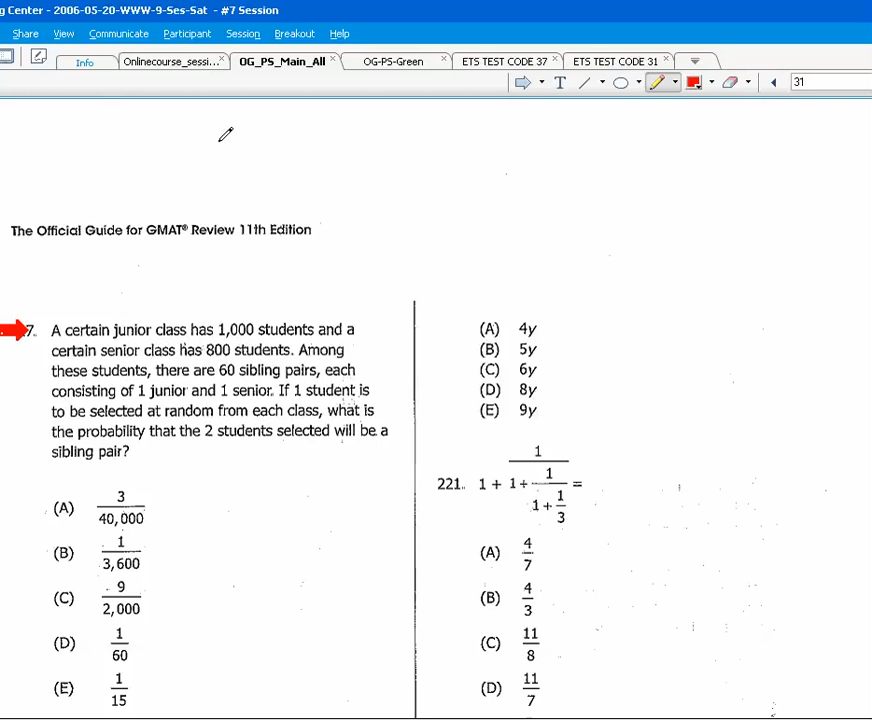 g Center - 2006-05-20-WWW-9-Ses-Sat - #7 Session
Share View Communicate Participant Session Breakout Help
Info Onlinecourse_sessi... OG_PS_Main_All OG-PS-Green ETS TEST CODE 37 ETS TEST CODE 31
T 31
The Official Guide for GMAT® Review 11th Edition
7. A certain junior class has 1,000 students and a
certain senior class has 800 students. Among
these students, there are 60 sibling pairs, each
consisting of 1 junior and 1 senior. If 1 student is
to be selected at random from each class, what is
the probability that the 2 students selected will be a
sibling pair?
(A) 3/40,000
(B) 1/3,600
(C) 9/2,000
(D) 1/60
(E) 1/15
(A) 4y
(B) 5y
(C) 6y
(D) 8y
(E) 9y
221. 1 + 1/(1 + 1/(1 + 1/3)) =
(A) 4/7
(B) 4/3
(C) 11/8
(D) 11/7